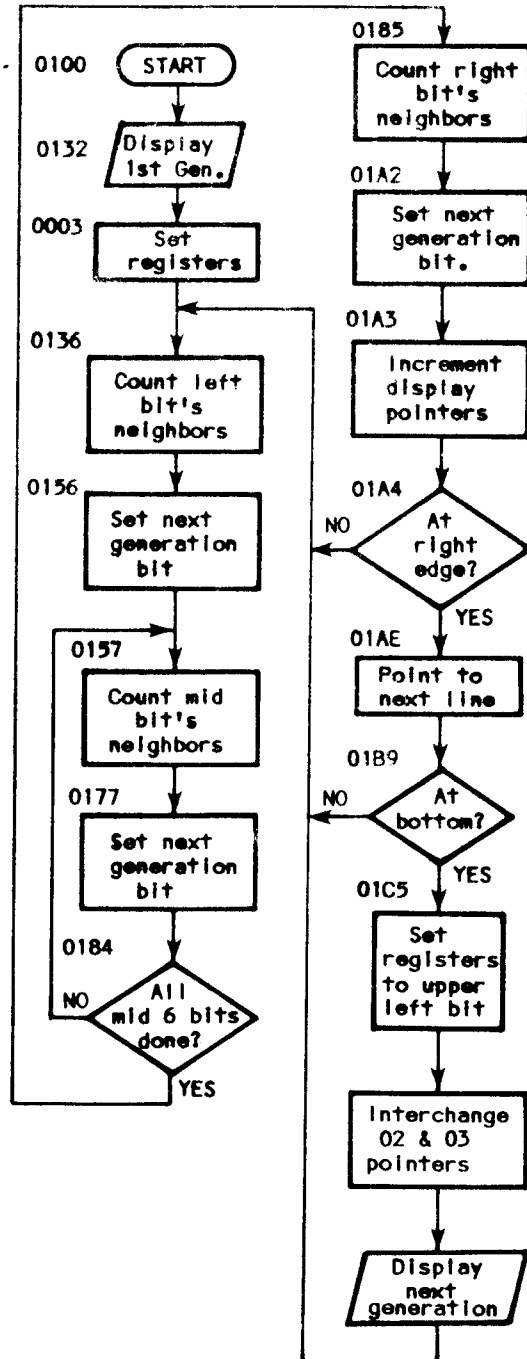 0100
START
0132
Display
1st Gen.
0003
Set
registers
0136
Count left
bit's
neighbors
0156
Set next
generation
bit
0157
Count mid
bit's
neighbors
0177
Set next
generation
bit
0184
NO
All
mid 6 bits
done?
YES
0185
Count right
bit's
neighbors
01A2
Set next
generation
bit.
01A3
Increment
display
pointers
01A4
NO
At
right
edge?
YES
01AE
Point to
next line
01B9
NO
At
bottom?
YES
01C5
Set
registers
to upper
left bit
Interchange
02 & 03
pointers
Display
next
generation